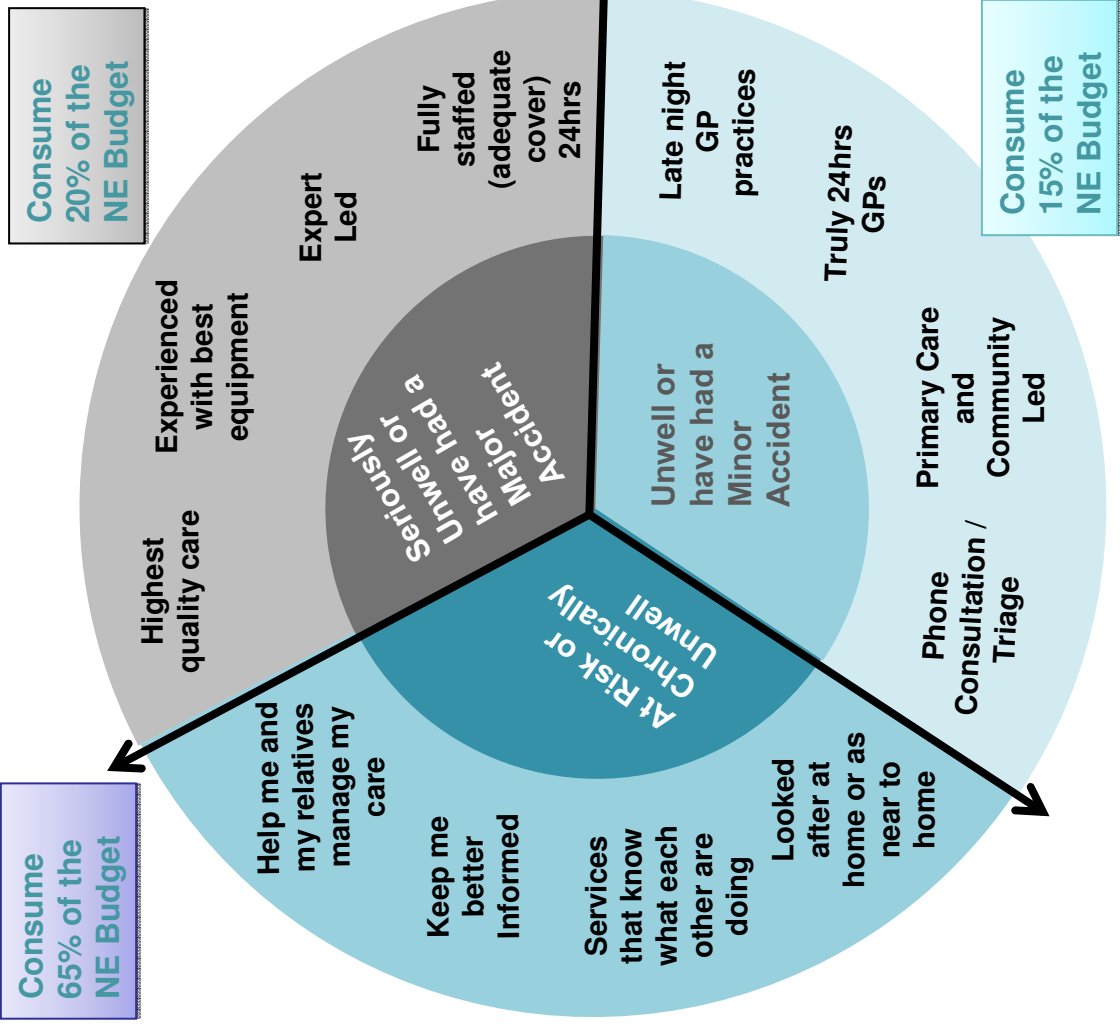 Consume
65% of the
NE Budget
Consume
20% of the
NE Budget
Help me and
my relatives
manage my
care
Keep me
better
Informed
Services
that know
what each
other are
doing
Looked
after at
home or as
near to
home
At Risk or
Chronically
Unwell
Highest
quality care
Experienced
with best
equipment
Expert
Led
Fully
staffed
(adequate
cover)
24hrs
Seriously
Unwell or
have had a
Major
Accident
Unwell or
have had a
Minor
Accident
Late night
GP
practices
Truly 24hrs
GPs
Primary Care
and
Community
Led
Phone
Consultation /
Triage
Consume
15% of the
NE Budget